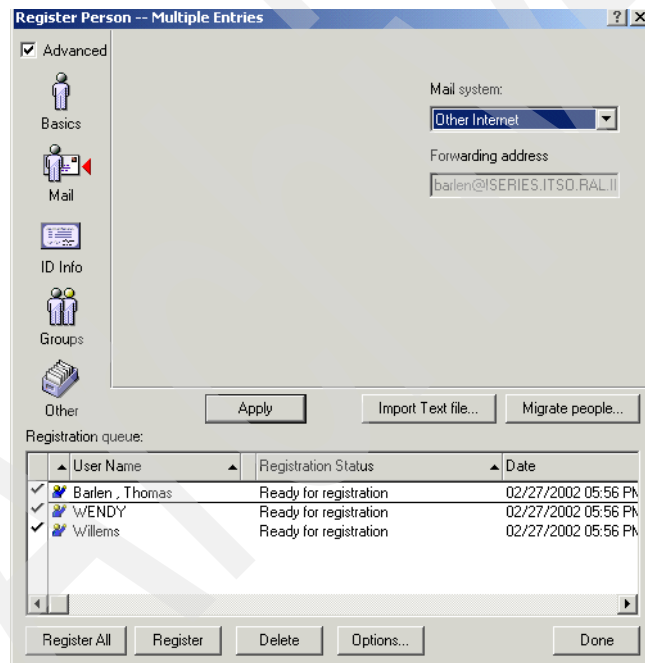 Register Person -- Multiple Entries
Advanced
Basics
Mail
ID Info
Groups
Other
Mail system:
Other Internet
Forwarding address
barlen@ISERIES.ITSO.RAL.
Apply
Import Text file...
Migrate people...
Registration queue:
User Name Registration Status Date
Barlen , Thomas Ready for registration 02/27/2002 05:56
WENDY Ready for registration 02/27/2002 05:56
Willems Ready for registration 02/27/2002 05:56
Register All Register Delete Options... Done